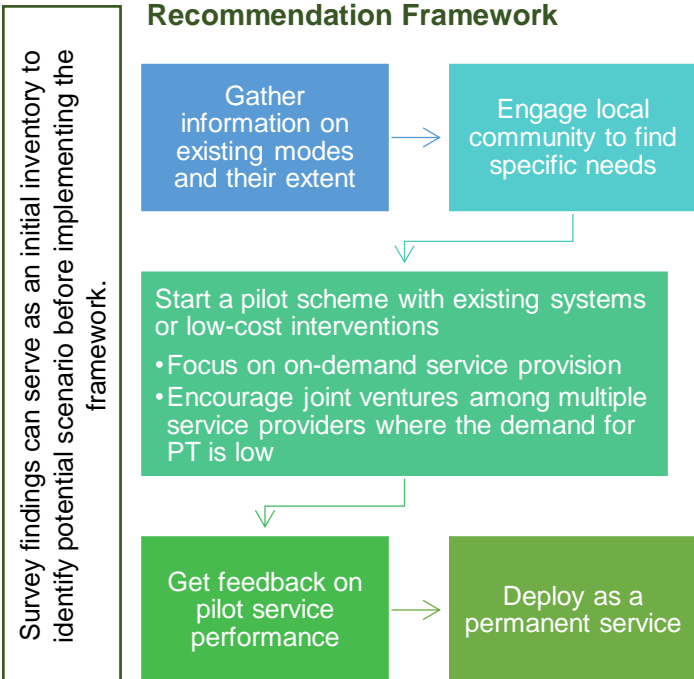 Recommendation Framework
Survey findings can serve as an initial inventory to
identify potential scenario before implementing the
framework.
Gather
information on
existing modes
and their extent
Engage local
community to find
specific needs
Start a pilot scheme with existing systems
or low-cost interventions
•Focus on on-demand service provision
•Encourage joint ventures among multiple
service providers where the demand for
PT is low
Get feedback on
pilot service
performance
Deploy as a
permanent service